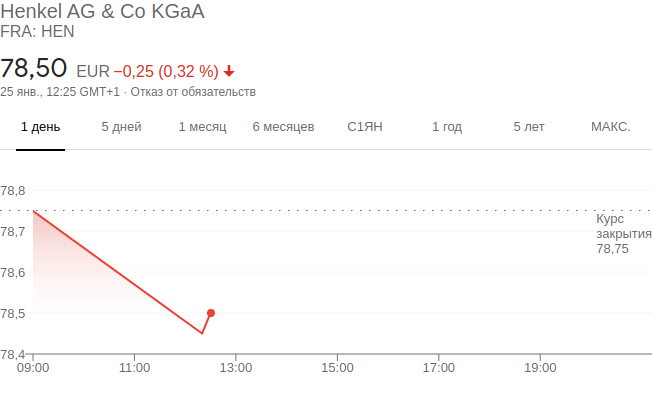 Henkel AG & Co KGaA
FRA: HEN
78,50 EUR −0,25 (0,32 %)
25 янв., 12:25 GMT+1 · Отказ от обязательств
1 день 5 дней 1 месяц 6 месяцев С1ЯН 1 год 5 лет МАКС.
78,8
Курс
закрытия
78,75
78,7
78,6
78,5
78,4
09:00 11:00 13:00 15:00 17:00 19:00